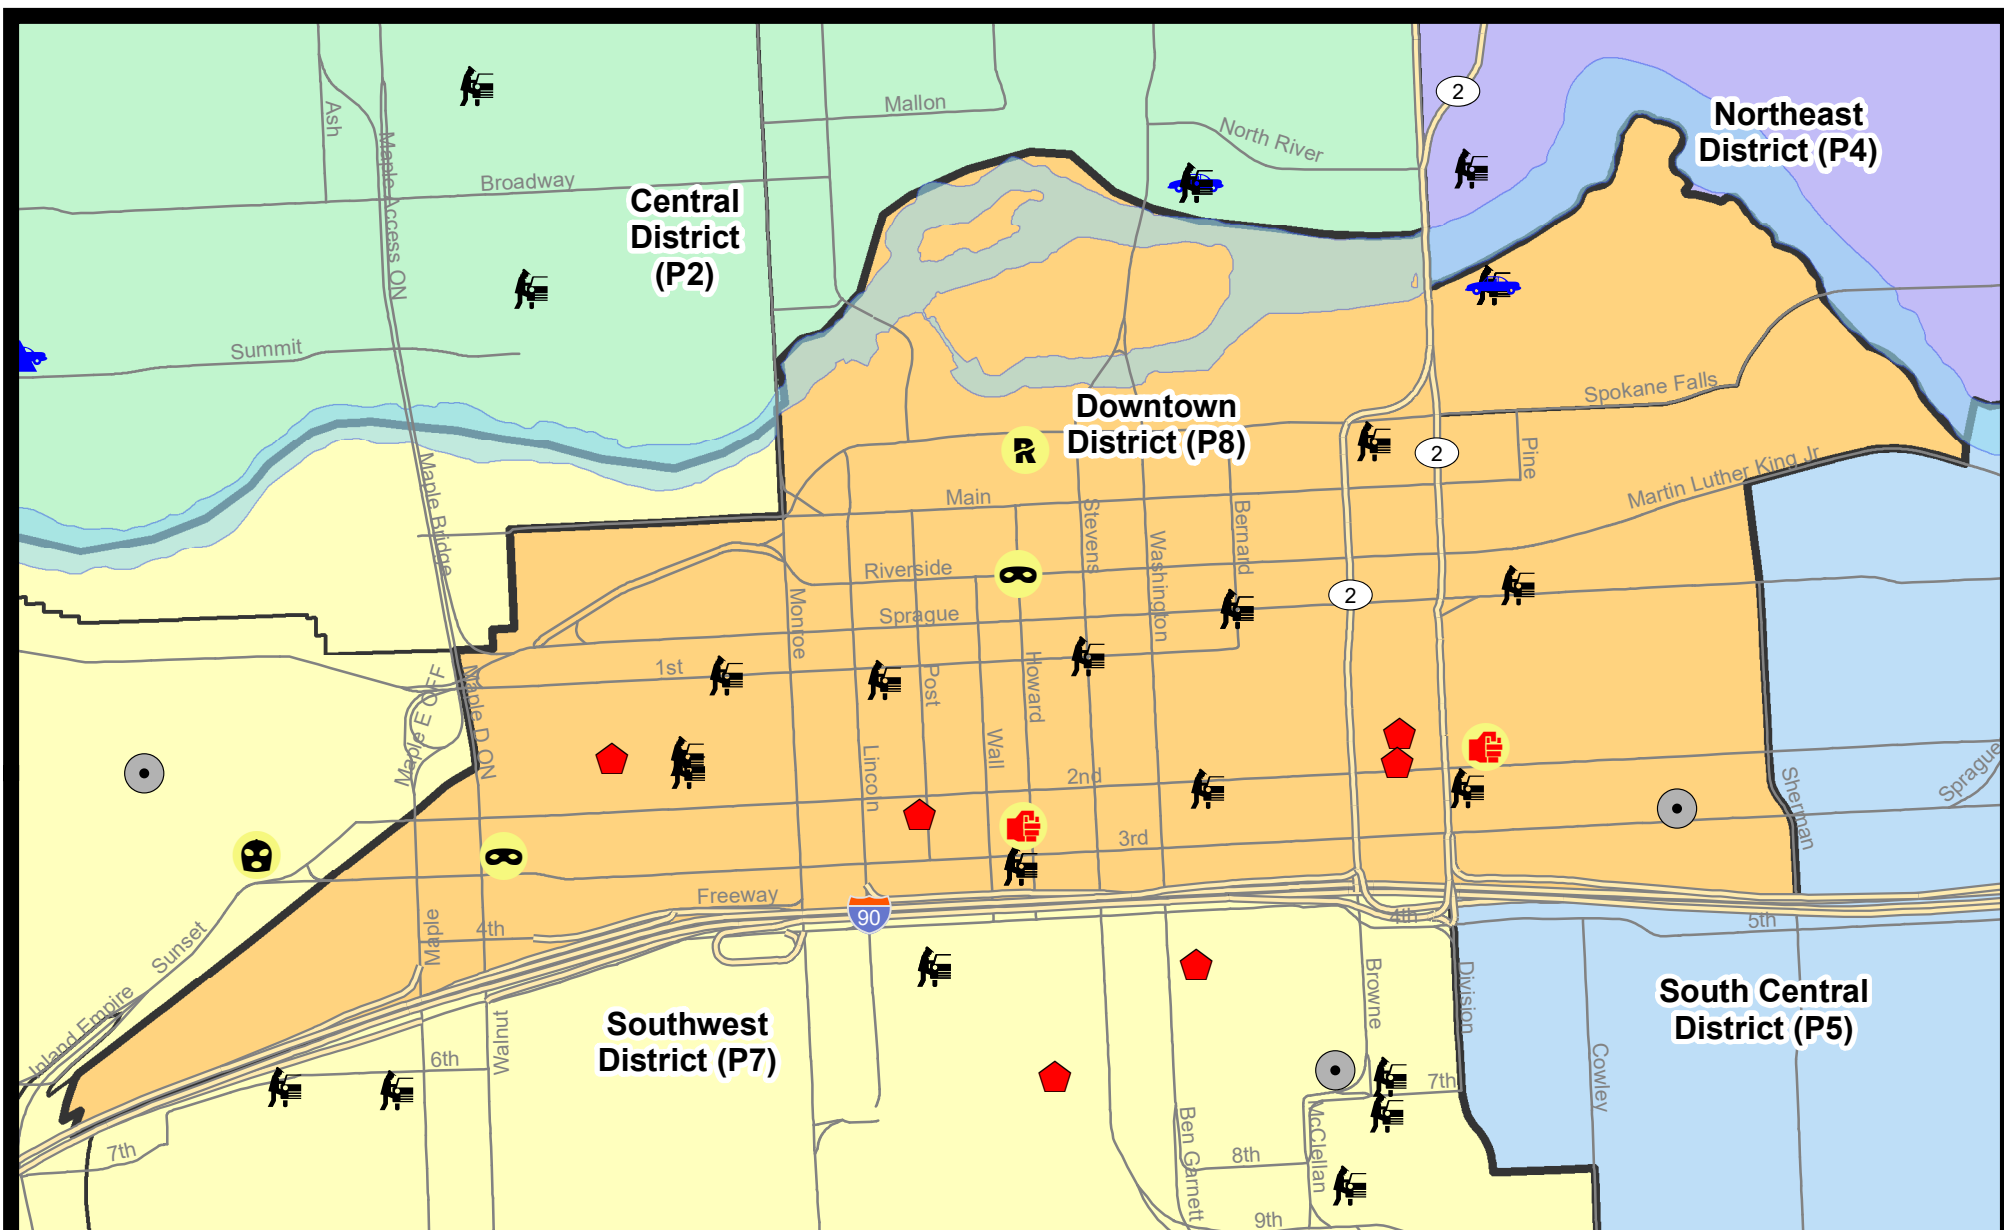 2
Ash
Mallon
Northeast
District (P4)
North River
Maple Access ON
Broadway
Central
District
(P2)
Summit
Spokane Falls
Downtown
District (P8)
R
2
Pine
Maple Bridge
Main
Martin Luther King Jr
Stevens
Bernard
Washington
Riverside
2
Monroe
Sprague
1st
Post
Howard
Maple E OFF
Maple D ON
Wall
Lincoln
2nd
Sherman
Sprague
3rd
Freeway
90
4th
5th
Maple
4th
Sunset
Browne
Division
South Central
District (P5)
Inland Empire
Southwest
District (P7)
Walnut
6th
Cowley
7th
7th
Ben Garnett
McClellan
8th
9th